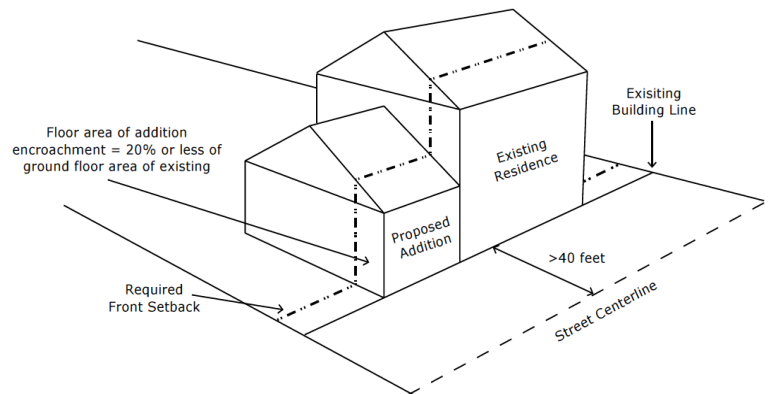 Exisiting
Building Line
Floor area of addition
encroachment = 20% or less of
ground floor area of existing
Existing
Residence
Proposed
Addition
>40 feet
Required
Front Setback
Street Centerline